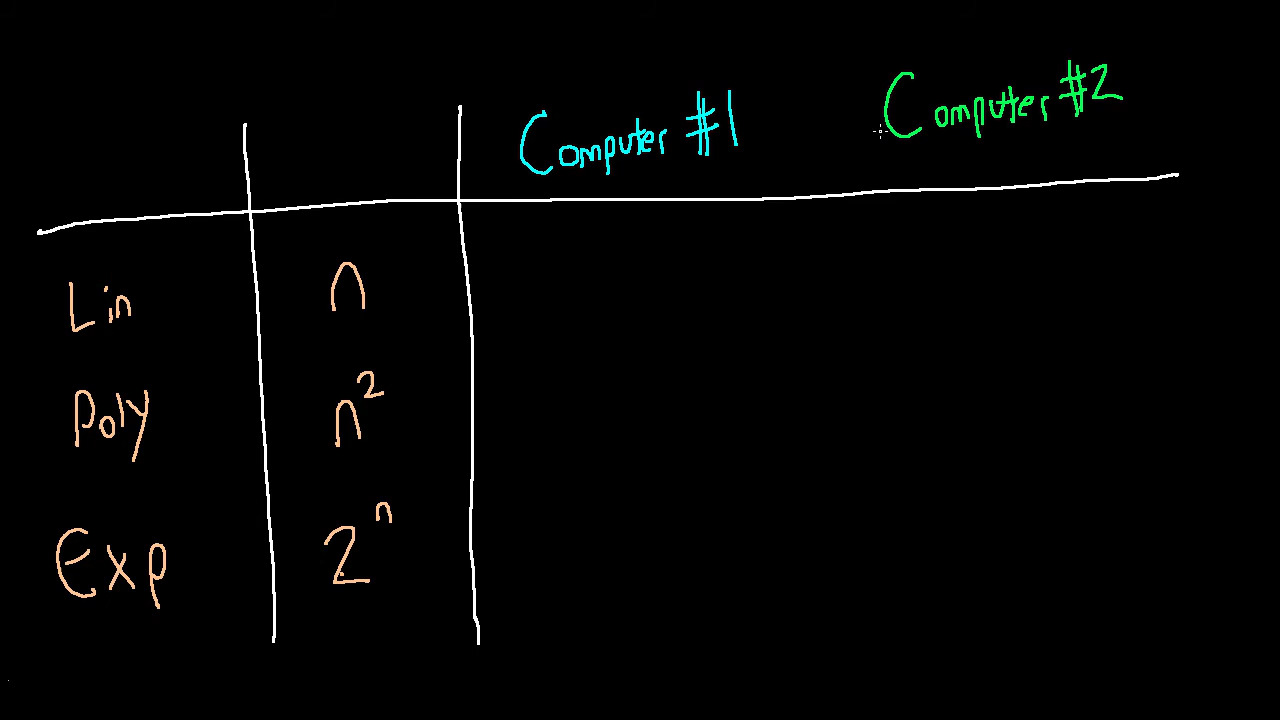 Computer #1 Computer #2
Lin n
Poly n²
Exp 2ⁿ